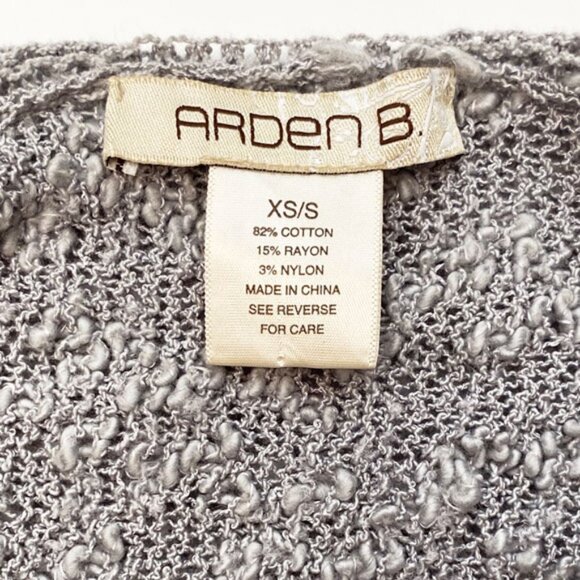 ARDen B.
XS/S
82% COTTON
15% RAYON
3% NYLON
MADE IN CHINA
SEE REVERSE
FOR CARE